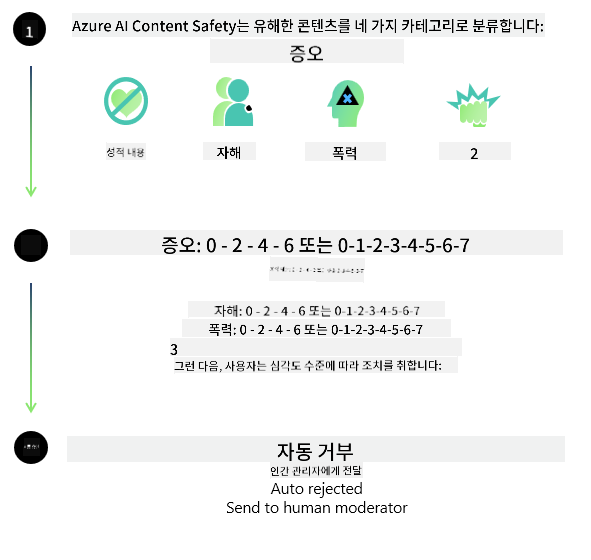 1
Azure AI Content Safety는 유해한 콘텐츠를 네 가지 카테고리로 분류합니다:
증오
성적 내용
자해
폭력
2
증오: 0 - 2 - 4 - 6 또는 0-1-2-3-4-5-6-7
자해: 0 - 2 - 4 - 6 또는 0-1-2-3-4-5-6-7
폭력: 0 - 2 - 4 - 6 또는 0-1-2-3-4-5-6-7
3
그런 다음, 사용자는 심각도 수준에 따라 조치를 취합니다:
자동 거부
인간 관리자에게 전달
Auto rejected
Send to human moderator